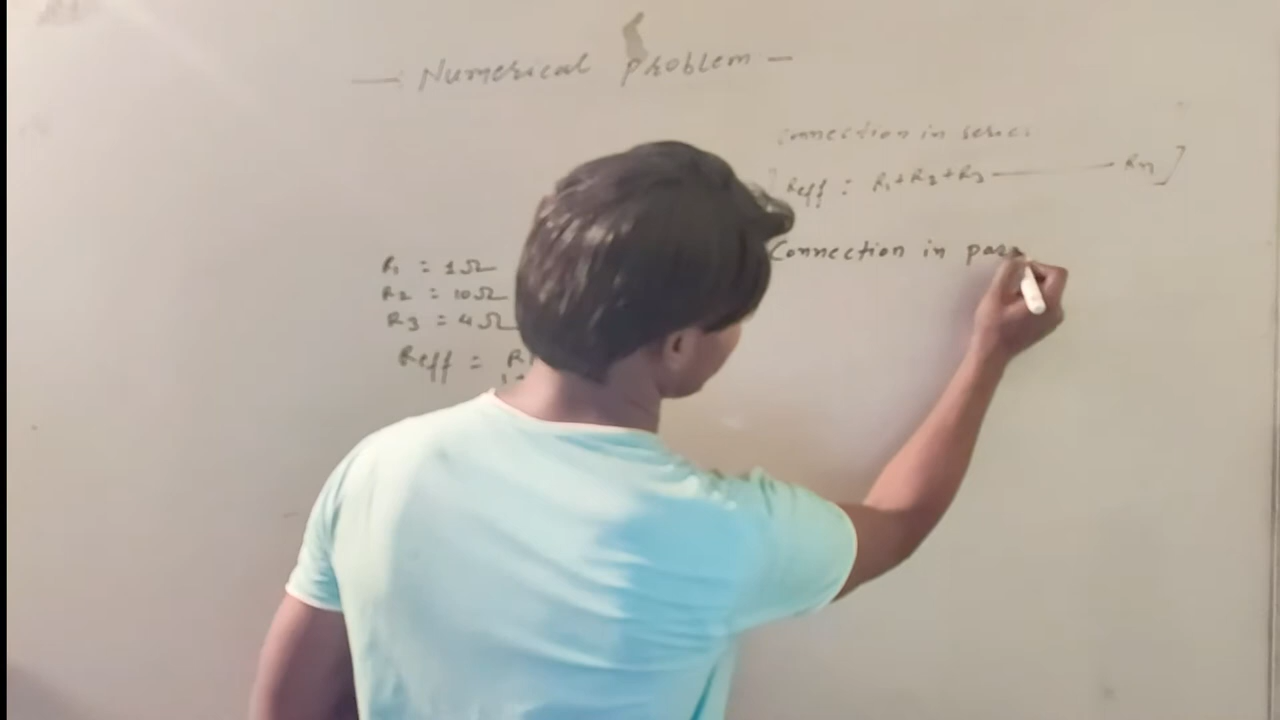 — Numerical Problem —
Connection in series
[Reff = R1+R2+R3 ——— Rn]
Connection in para
R1 = 1Ω
R2 = 10Ω
R3 = 4Ω
Reff = R1